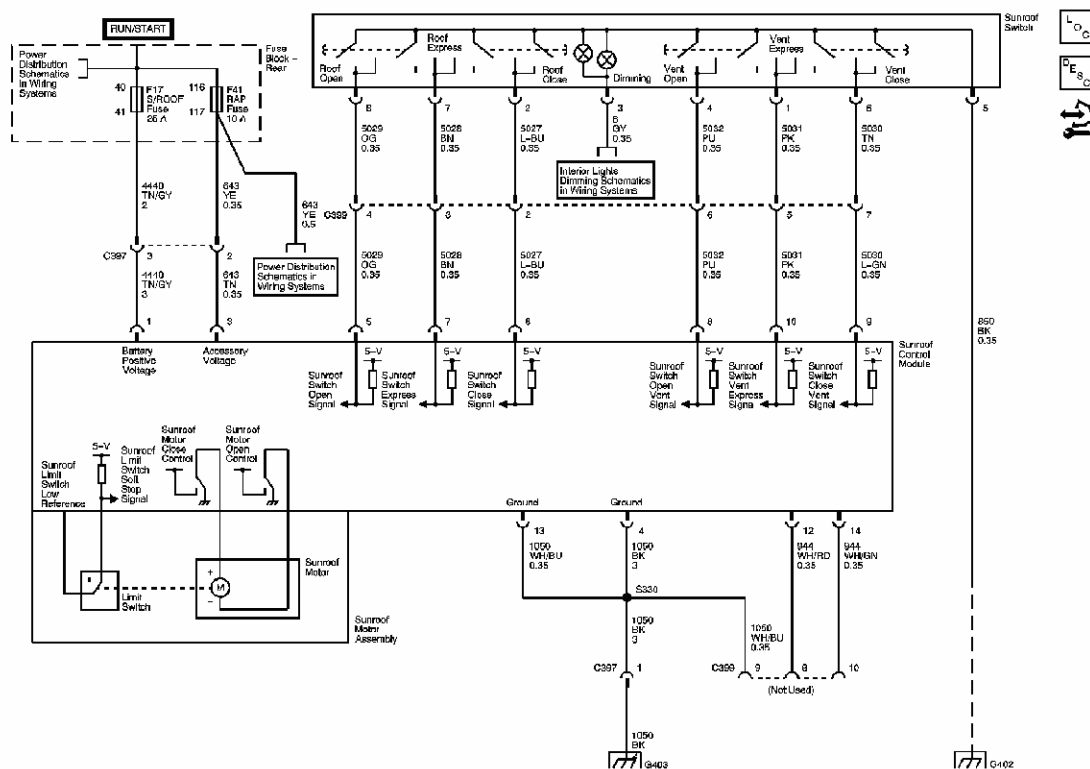 RUN/START
Power
Distribution
Schematics
in Wiring
Systems
Fuse
Block –
Rear
40
41
F17
S/ROOF
Fuse
25 A
116
117
F41
RAP
Fuse
10 A
Sunroof
Switch
Roof
Express
Vent
Express
Roof
Open
Roof
Close
Dimming
Vent
Open
Vent
Close
L
O
C
D
E
S
C
7
2
3
4
1
6
5
5029
OG
0.35
5028
BN
0.35
5027
L-BU
0.35
8
GY
0.35
5032
PU
0.35
5031
PK
0.35
5030
TN
0.35
Interior Lights
Dimming Schematics
in Wiring Systems
4440
TN/GY
2
643
YE
0.35
643
YE
0.5
C399
4
3
2
6
5
7
C397
3
2
Power Distribution
Schematics in
Wiring Systems
4440
TN/GY
3
643
TN
0.35
5029
OG
0.35
5028
BN
0.35
5027
L-BU
0.35
5032
PU
0.35
5031
PK
0.35
5030
L-GN
0.35
850
BK
0.35
1
3
5
7
6
8
10
9
Battery
Positive
Voltage
Accessory
Voltage
Sunroof
Control
Module
5-V
5-V
5-V
5-V
5-V
5-V
Sunroof
Switch
Open
Signal
Sunroof
Switch
Express
Signal
Sunroof
Switch
Close
Signal
Sunroof
Switch
Open
Vent
Signal
Sunroof
Switch
Vent
Express
Signal
Sunroof
Switch
Close
Vent
Signal
Sunroof
Limit
Switch
Low
Reference
5-V
Sunroof
Limit
Switch
Soft
Stop
Signal
Sunroof
Motor
Close
Control
Sunroof
Motor
Open
Control
Ground
Ground
13
4
12
14
1050
WH/BU
0.35
1050
BK
3
944
WH/RD
0.35
944
WH/GN
0.35
Limit
Switch
+
M
–
Sunroof
Motor
Sunroof
Motor
Assembly
S330
1050
BK
3
1050
WH/BU
0.35
C397
1
C399
9
8
10
(Not Used)
1050
BK
G403
G402